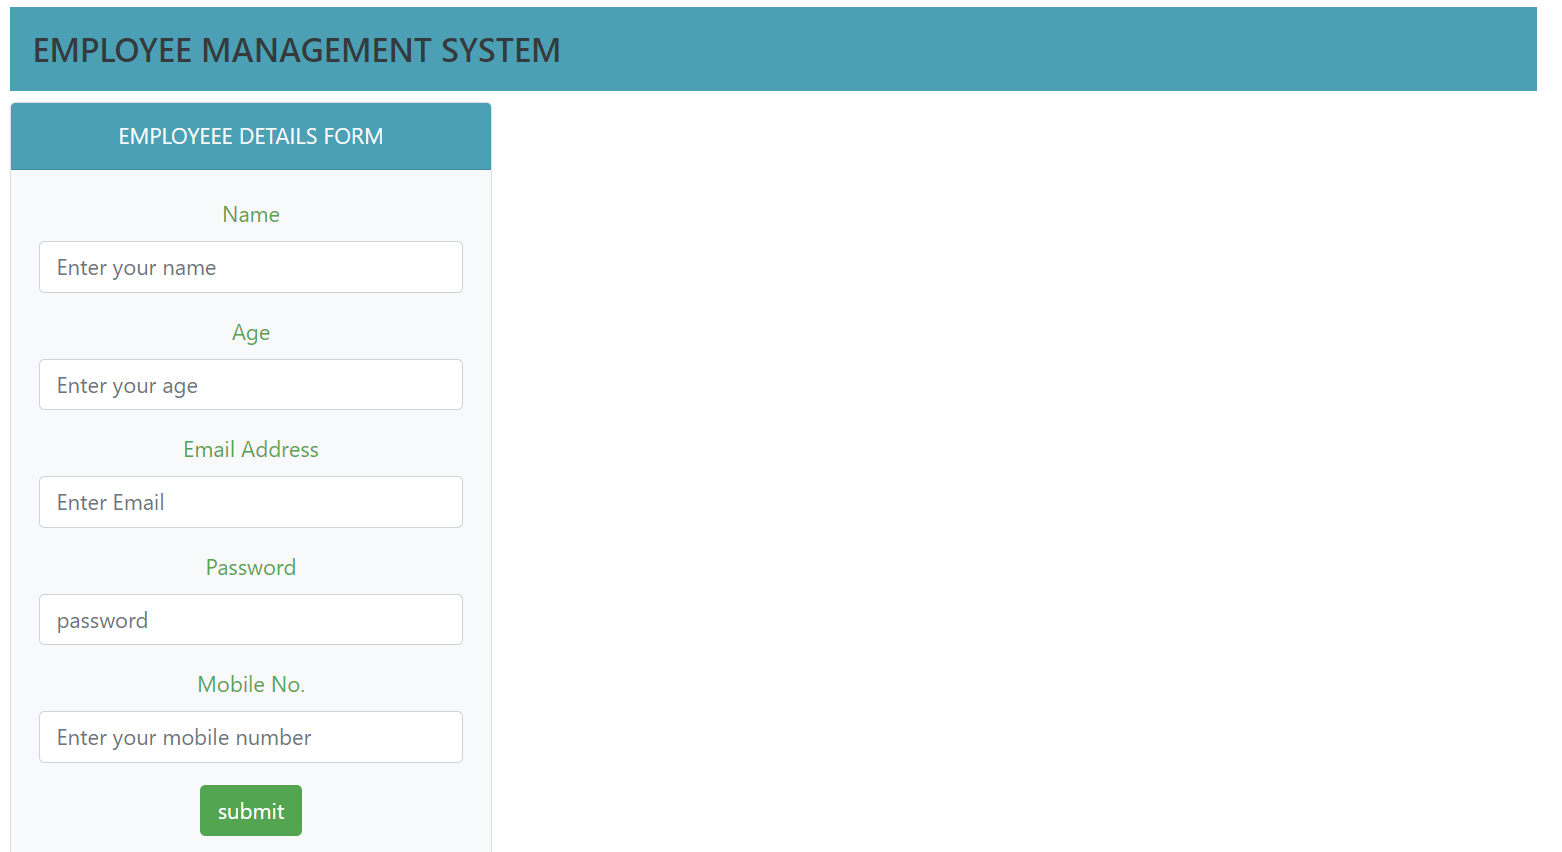 EMPLOYEE MANAGEMENT SYSTEM
EMPLOYEEE DETAILS FORM
Name
Enter your name
Age
Enter your age
Email Address
Enter Email
Password
password
Mobile No.
Enter your mobile number
submit